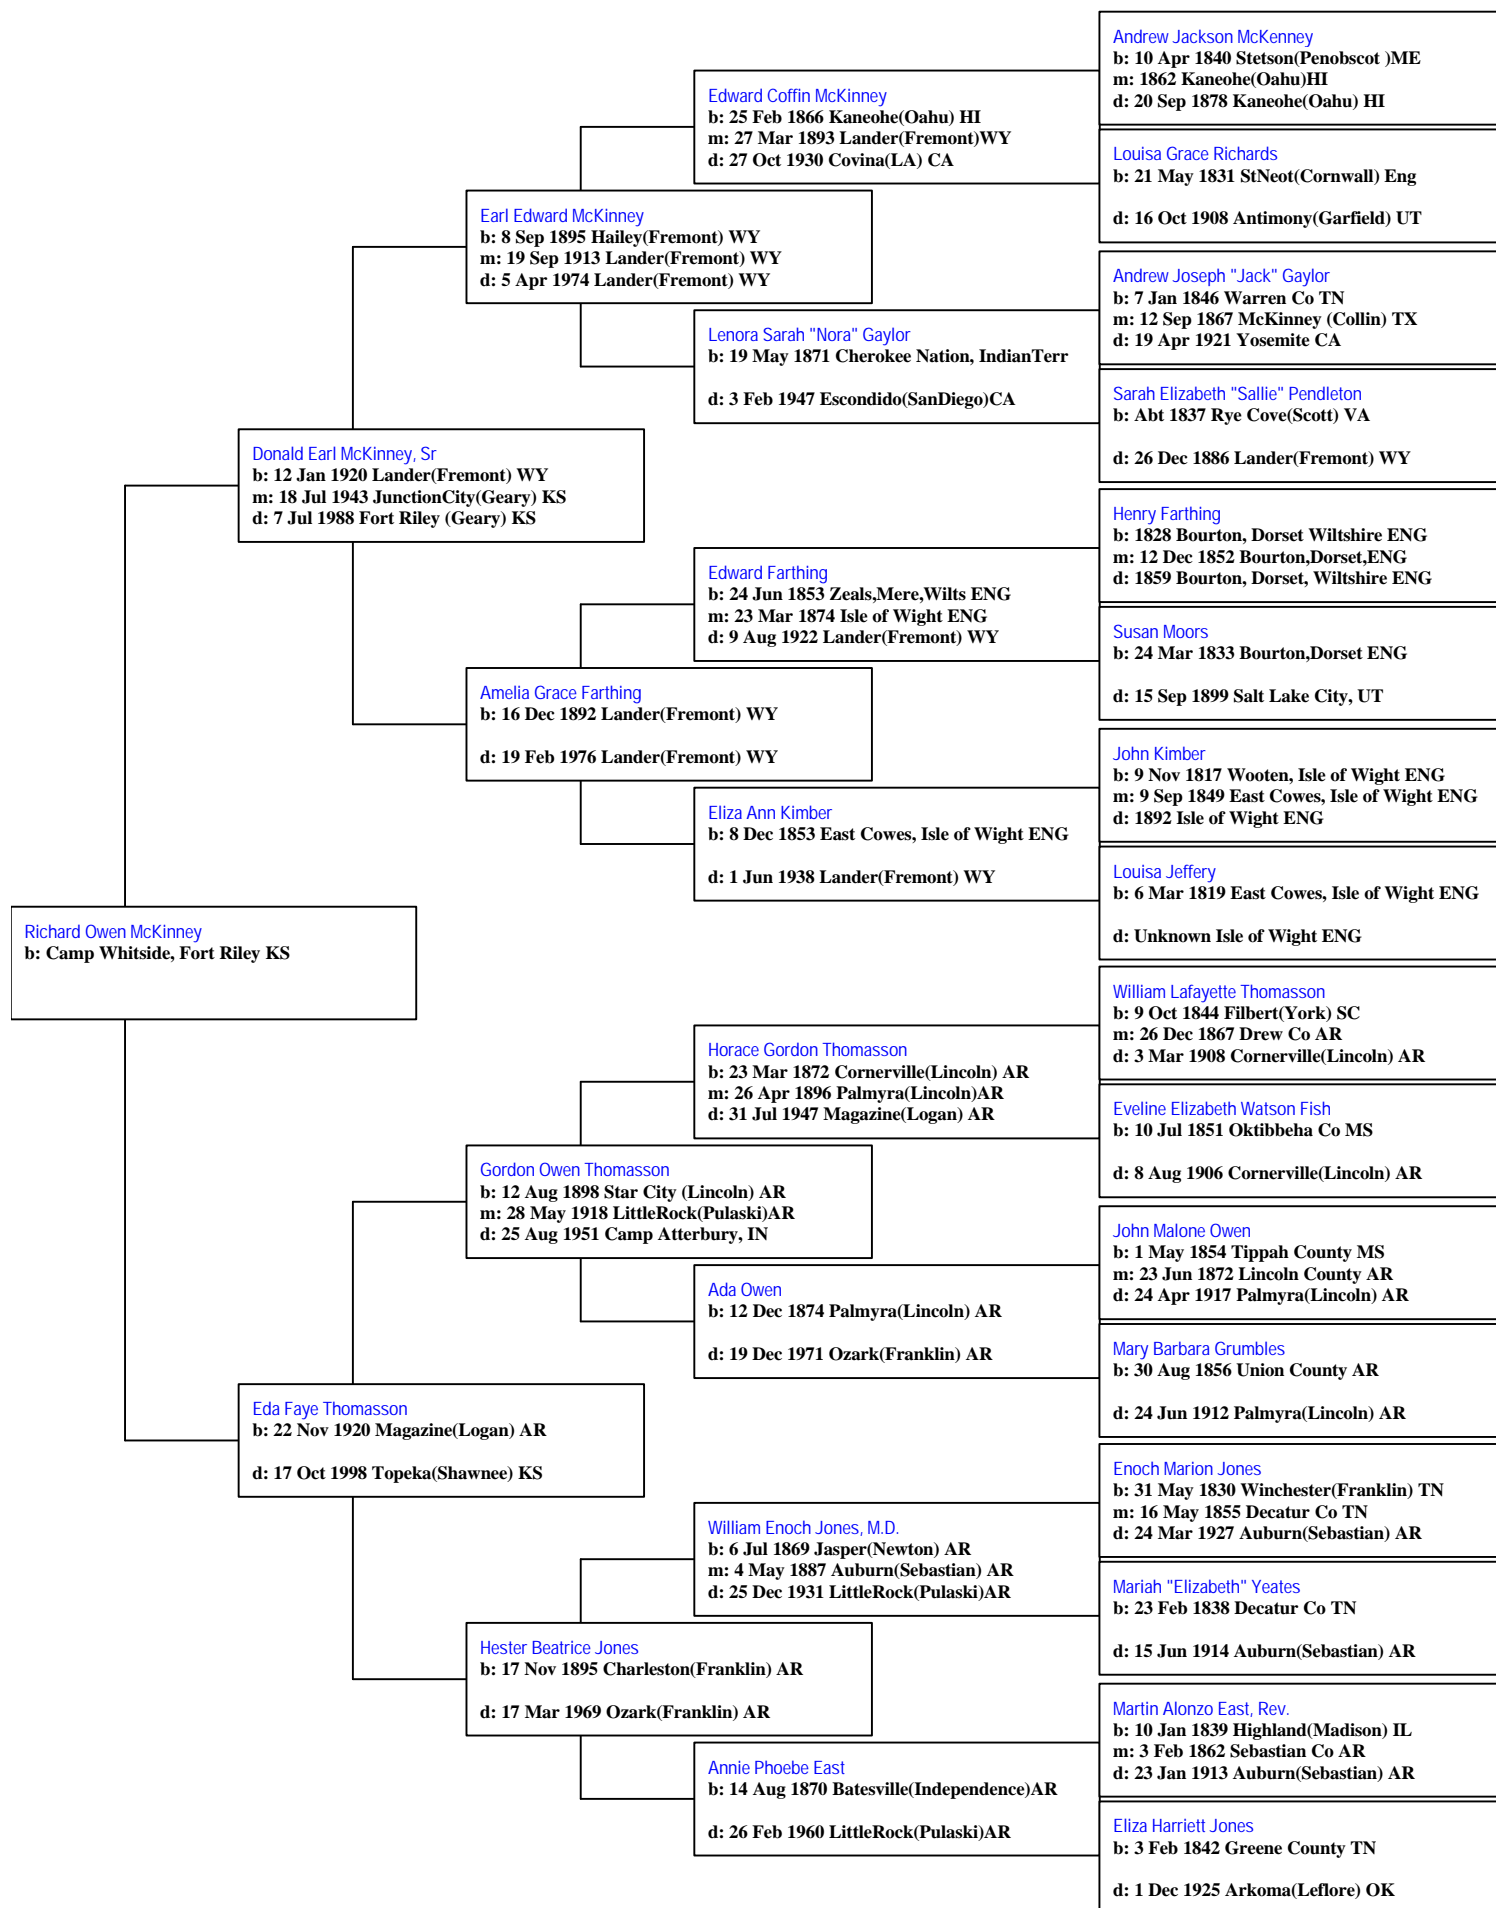 Andrew Jackson McKenney
b: 10 Apr 1840 Stetson(Penobscot )ME
m: 1862 Kaneohe(Oahu)HI
d: 20 Sep 1878 Kaneohe(Oahu) HI
Edward Coffin McKinney
b: 25 Feb 1866 Kaneohe(Oahu) HI
m: 27 Mar 1893 Lander(Fremont)WY
d: 27 Oct 1930 Covina(LA) CA
Louisa Grace Richards
b: 21 May 1831 StNeot(Cornwall) Eng
d: 16 Oct 1908 Antimony(Garfield) UT
Earl Edward McKinney
b: 8 Sep 1895 Hailey(Fremont) WY
m: 19 Sep 1913 Lander(Fremont) WY
d: 5 Apr 1974 Lander(Fremont) WY
Andrew Joseph "Jack" Gaylor
b: 7 Jan 1846 Warren Co TN
m: 12 Sep 1867 McKinney (Collin) TX
d: 19 Apr 1921 Yosemite CA
Lenora Sarah "Nora" Gaylor
b: 19 May 1871 Cherokee Nation, IndianTerr
d: 3 Feb 1947 Escondido(SanDiego)CA
Sarah Elizabeth "Sallie" Pendleton
b: Abt 1837 Rye Cove(Scott) VA
d: 26 Dec 1886 Lander(Fremont) WY
Donald Earl McKinney, Sr
b: 12 Jan 1920 Lander(Fremont) WY
m: 18 Jul 1943 JunctionCity(Geary) KS
d: 7 Jul 1988 Fort Riley (Geary) KS
Henry Farthing
b: 1828 Bourton, Dorset Wiltshire ENG
m: 12 Dec 1852 Bourton,Dorset,ENG
d: 1859 Bourton, Dorset, Wiltshire ENG
Edward Farthing
b: 24 Jun 1853 Zeals,Mere,Wilts ENG
m: 23 Mar 1874 Isle of Wight ENG
d: 9 Aug 1922 Lander(Fremont) WY
Susan Moors
b: 24 Mar 1833 Bourton,Dorset ENG
d: 15 Sep 1899 Salt Lake City, UT
Amelia Grace Farthing
b: 16 Dec 1892 Lander(Fremont) WY
d: 19 Feb 1976 Lander(Fremont) WY
John Kimber
b: 9 Nov 1817 Wooten, Isle of Wight ENG
m: 9 Sep 1849 East Cowes, Isle of Wight ENG
d: 1892 Isle of Wight ENG
Eliza Ann Kimber
b: 8 Dec 1853 East Cowes, Isle of Wight ENG
d: 1 Jun 1938 Lander(Fremont) WY
Louisa Jeffery
b: 6 Mar 1819 East Cowes, Isle of Wight ENG
d: Unknown Isle of Wight ENG
Richard Owen McKinney
b: Camp Whitside, Fort Riley KS
William Lafayette Thomasson
b: 9 Oct 1844 Filbert(York) SC
m: 26 Dec 1867 Drew Co AR
d: 3 Mar 1908 Cornerville(Lincoln) AR
Horace Gordon Thomasson
b: 23 Mar 1872 Cornerville(Lincoln) AR
m: 26 Apr 1896 Palmyra(Lincoln)AR
d: 31 Jul 1947 Magazine(Logan) AR
Eveline Elizabeth Watson Fish
b: 10 Jul 1851 Oktibbeha Co MS
d: 8 Aug 1906 Cornerville(Lincoln) AR
Gordon Owen Thomasson
b: 12 Aug 1898 Star City (Lincoln) AR
m: 28 May 1918 LittleRock(Pulaski)AR
d: 25 Aug 1951 Camp Atterbury, IN
John Malone Owen
b: 1 May 1854 Tippah County MS
m: 23 Jun 1872 Lincoln County AR
d: 24 Apr 1917 Palmyra(Lincoln) AR
Ada Owen
b: 12 Dec 1874 Palmyra(Lincoln) AR
d: 19 Dec 1971 Ozark(Franklin) AR
Mary Barbara Grumbles
b: 30 Aug 1856 Union County AR
d: 24 Jun 1912 Palmyra(Lincoln) AR
Eda Faye Thomasson
b: 22 Nov 1920 Magazine(Logan) AR
d: 17 Oct 1998 Topeka(Shawnee) KS
Enoch Marion Jones
b: 31 May 1830 Winchester(Franklin) TN
m: 16 May 1855 Decatur Co TN
d: 24 Mar 1927 Auburn(Sebastian) AR
William Enoch Jones, M.D.
b: 6 Jul 1869 Jasper(Newton) AR
m: 4 May 1887 Auburn(Sebastian) AR
d: 25 Dec 1931 LittleRock(Pulaski)AR
Mariah "Elizabeth" Yeates
b: 23 Feb 1838 Decatur Co TN
d: 15 Jun 1914 Auburn(Sebastian) AR
Hester Beatrice Jones
b: 17 Nov 1895 Charleston(Franklin) AR
d: 17 Mar 1969 Ozark(Franklin) AR
Martin Alonzo East, Rev.
b: 10 Jan 1839 Highland(Madison) IL
m: 3 Feb 1862 Sebastian Co AR
d: 23 Jan 1913 Auburn(Sebastian) AR
Annie Phoebe East
b: 14 Aug 1870 Batesville(Independence)AR
d: 26 Feb 1960 LittleRock(Pulaski)AR
Eliza Harriett Jones
b: 3 Feb 1842 Greene County TN
d: 1 Dec 1925 Arkoma(Leflore) OK